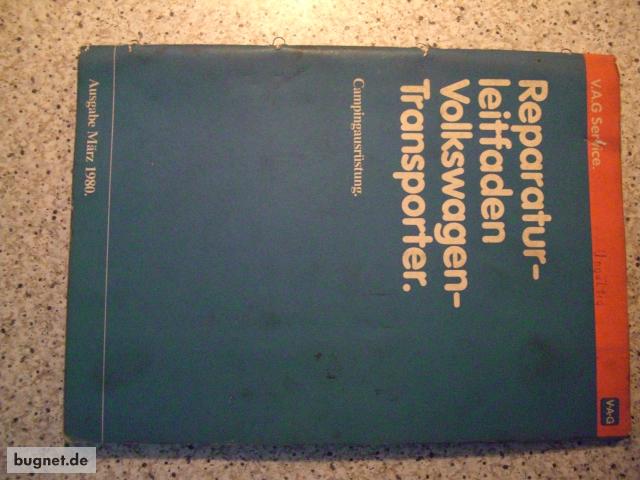 V.A.G Service.
V·A·G
Reparatur-
leitfaden
Volkswagen-
Transporter.
Campingausrüstung.
Ausgabe März 1980.
bugnet.de